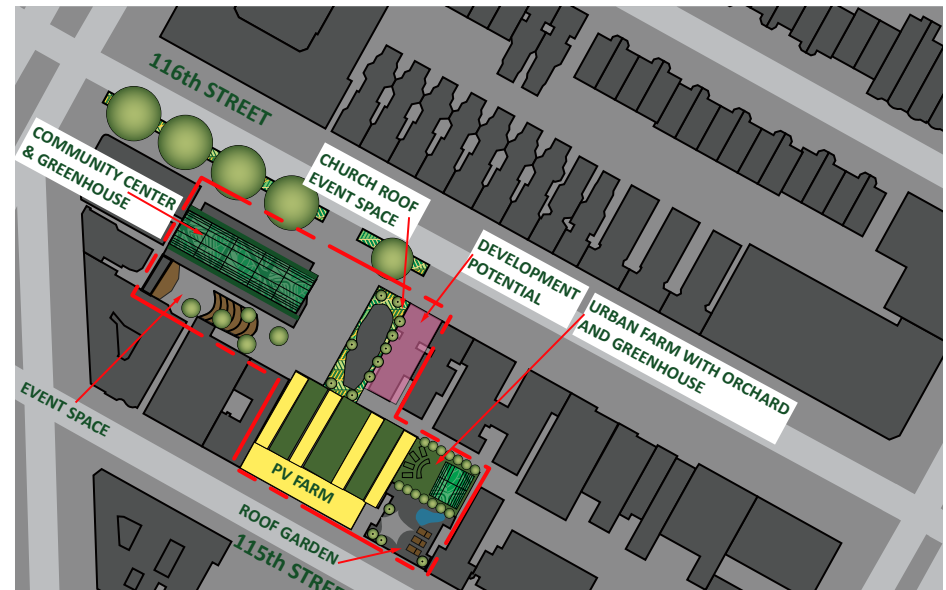 116th STREET
COMMUNITY CENTER
& GREENHOUSE
CHURCH ROOF
EVENT SPACE
DEVELOPMENT
POTENTIAL
URBAN FARM WITH ORCHARD
AND GREENHOUSE
EVENT SPACE
PV FARM
ROOF GARDEN
115th STREE